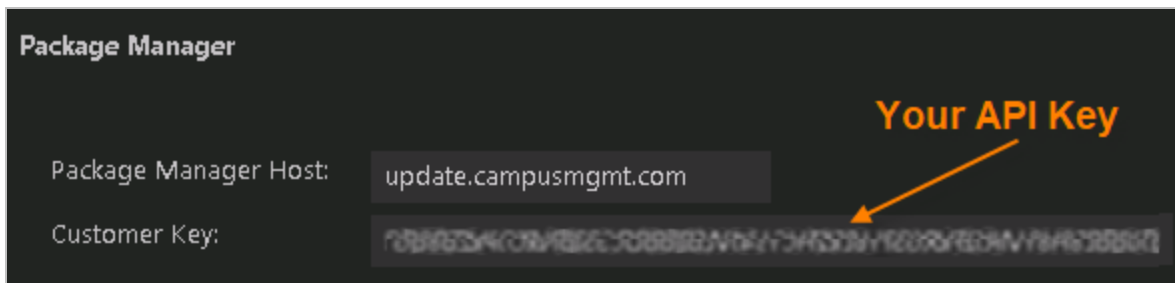 Package Manager
Your API Key
Package Manager Host: update.campusmgmt.com
Customer Key: